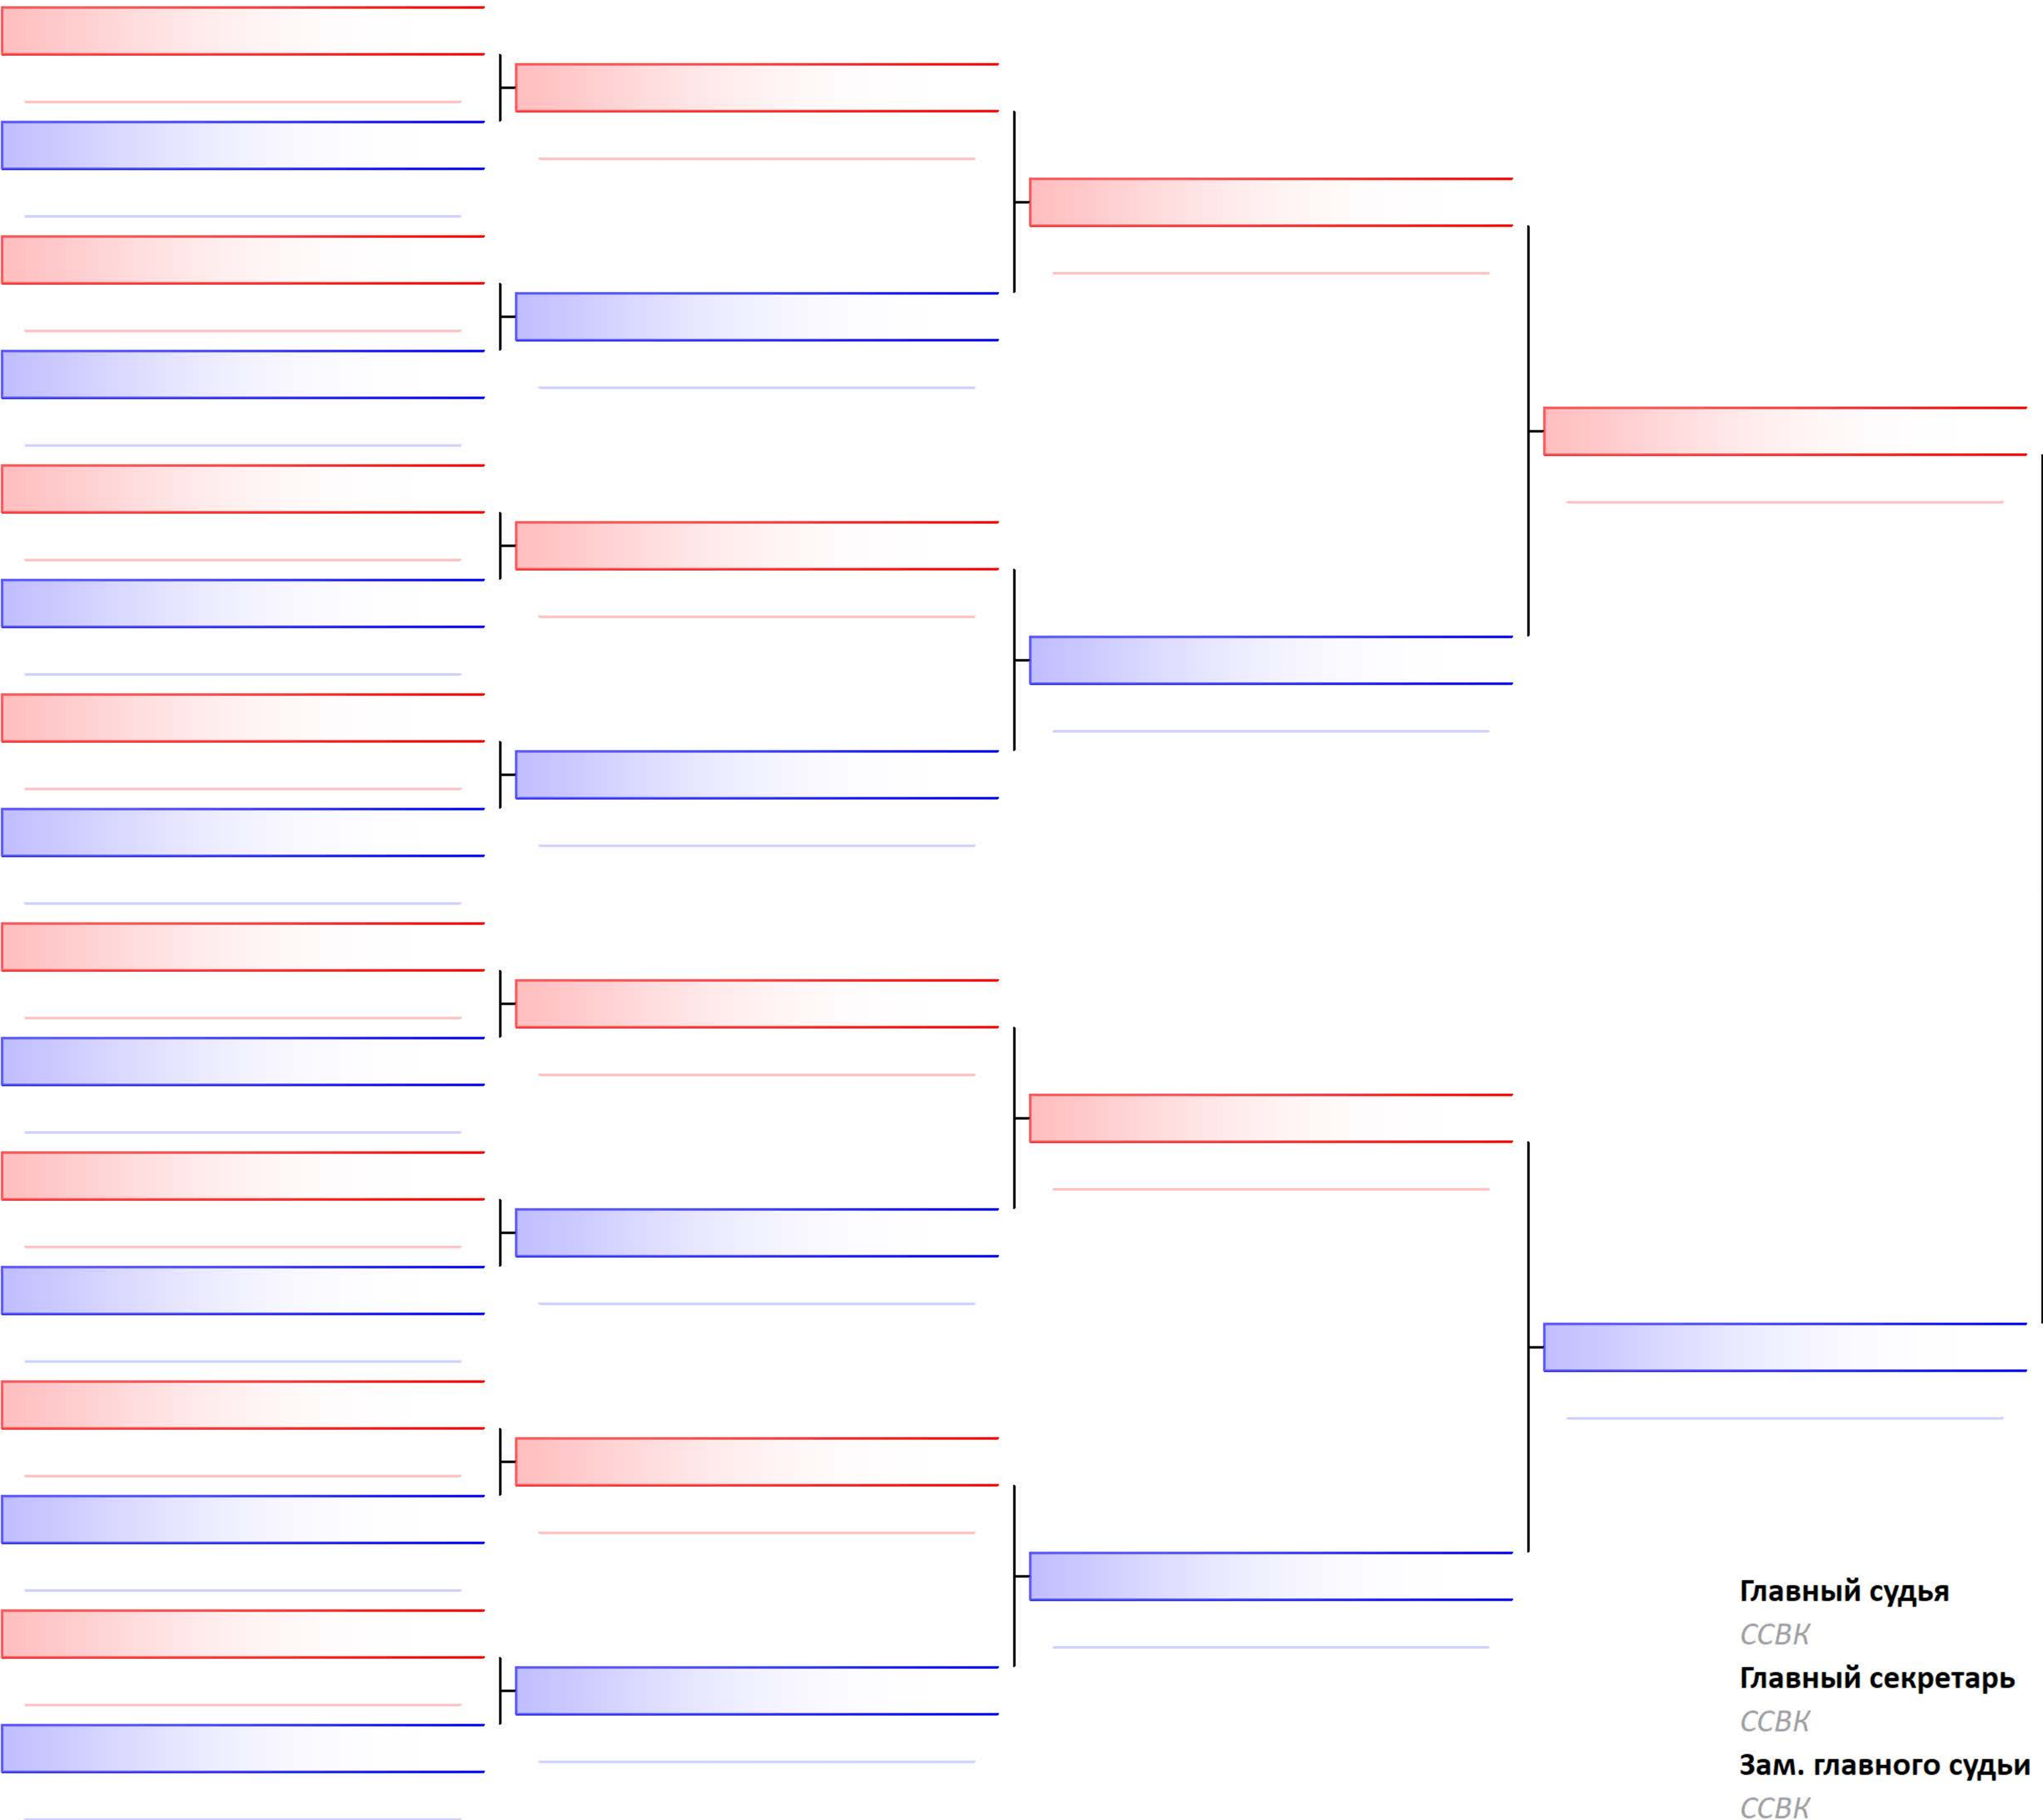 Главный судья
ССВК
Главный секретарь
ССВК
Зам. главного судьи
ССВК